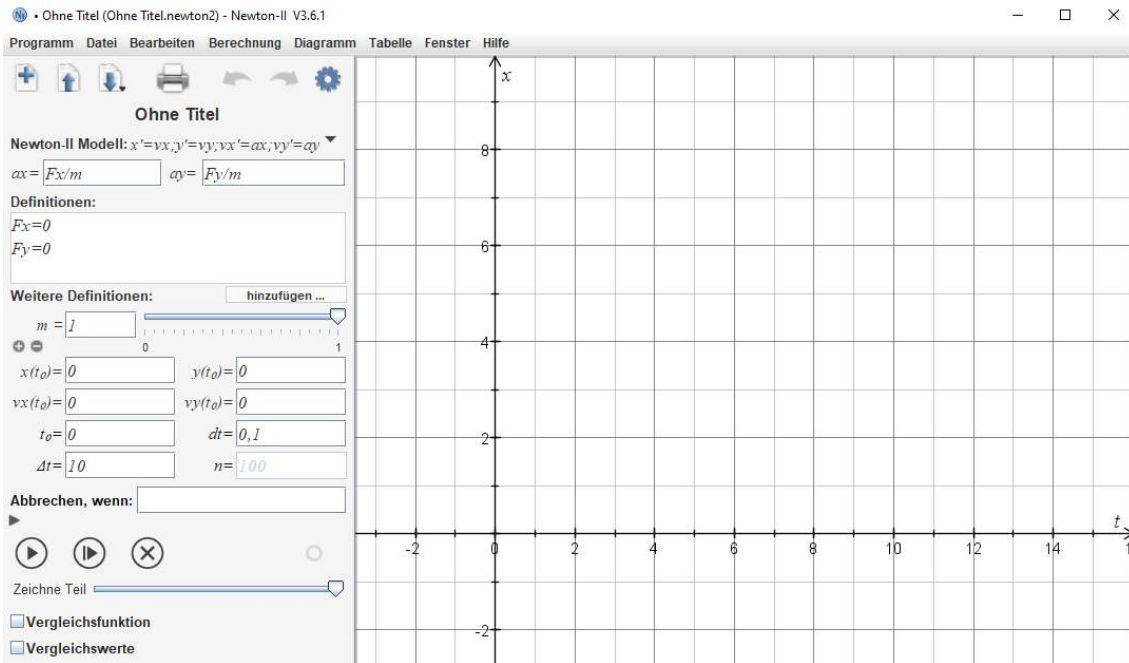 • Ohne Titel (Ohne Titel.newton2) - Newton-II V3.6.1
Programm Datei Bearbeiten Berechnung Diagramm Tabelle Fenster Hilfe
Ohne Titel
Newton-II Modell: x'=vx;y'=vy;vx'=ax;vy'=ay
ax= Fx/m ay= Fy/m
Definitionen:
Fx=0
Fy=0
Weitere Definitionen: hinzufügen ...
m = 1
0 1
x(t₀)= 0 y(t₀)= 0
vx(t₀)= 0 vy(t₀)= 0
t₀= 0 dt= 0,1
Δt= 10 n= 100
Abbrechen, wenn:
Zeichne Teil
Vergleichsfunktion
Vergleichswerte
x
8
6
4
2
t
-2 0 2 4 6 8 10 12 14
-2